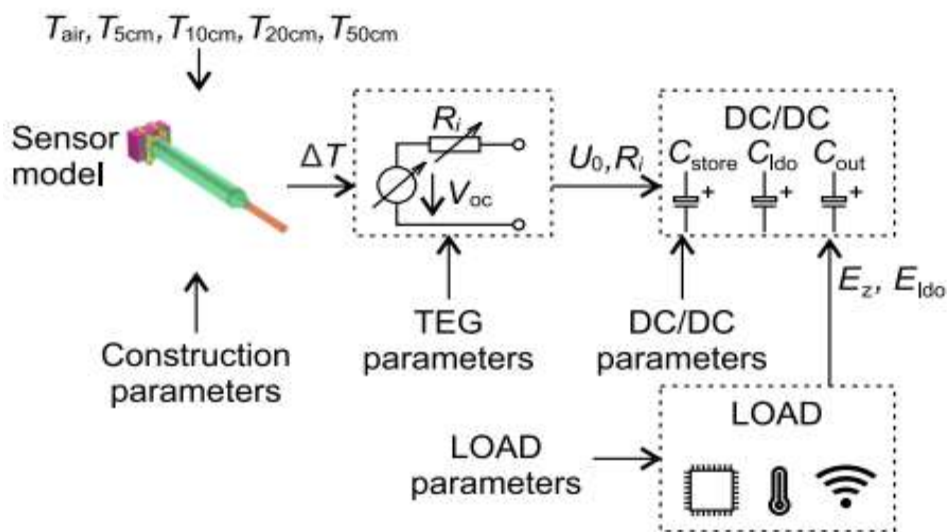 T_air, T_5cm, T_10cm, T_20cm, T_50cm
Sensor
model
ΔT
R_i
V_oc
U_0, R_i
DC/DC
C_store C_ldo C_out
+ + +
E_z, E_ldo
Construction
parameters
TEG
parameters
DC/DC
parameters
LOAD
parameters
LOAD